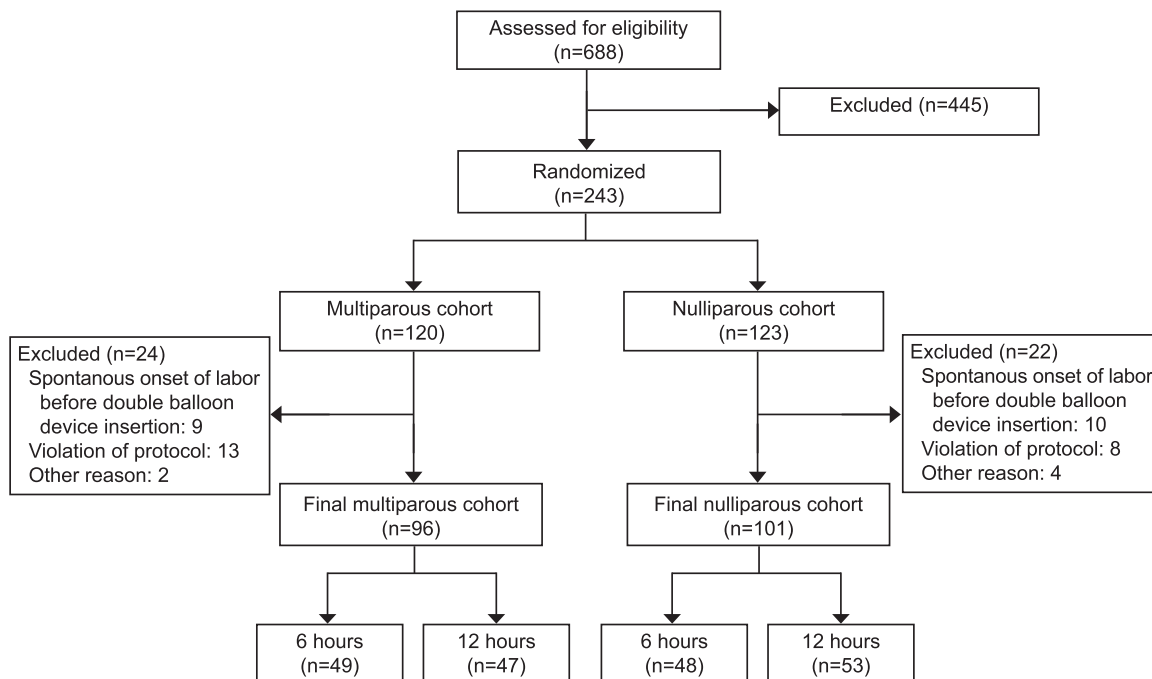 Assessed for eligibility
(n=688)
Excluded (n=445)
Randomized
(n=243)
Multiparous cohort
(n=120)
Nulliparous cohort
(n=123)
Excluded (n=24)
Spontanous onset of labor
before double balloon
device insertion: 9
Violation of protocol: 13
Other reason: 2
Excluded (n=22)
Spontanous onset of labor
before double balloon
device insertion: 10
Violation of protocol: 8
Other reason: 4
Final multiparous cohort
(n=96)
Final nulliparous cohort
(n=101)
6 hours
(n=49)
12 hours
(n=47)
6 hours
(n=48)
12 hours
(n=53)